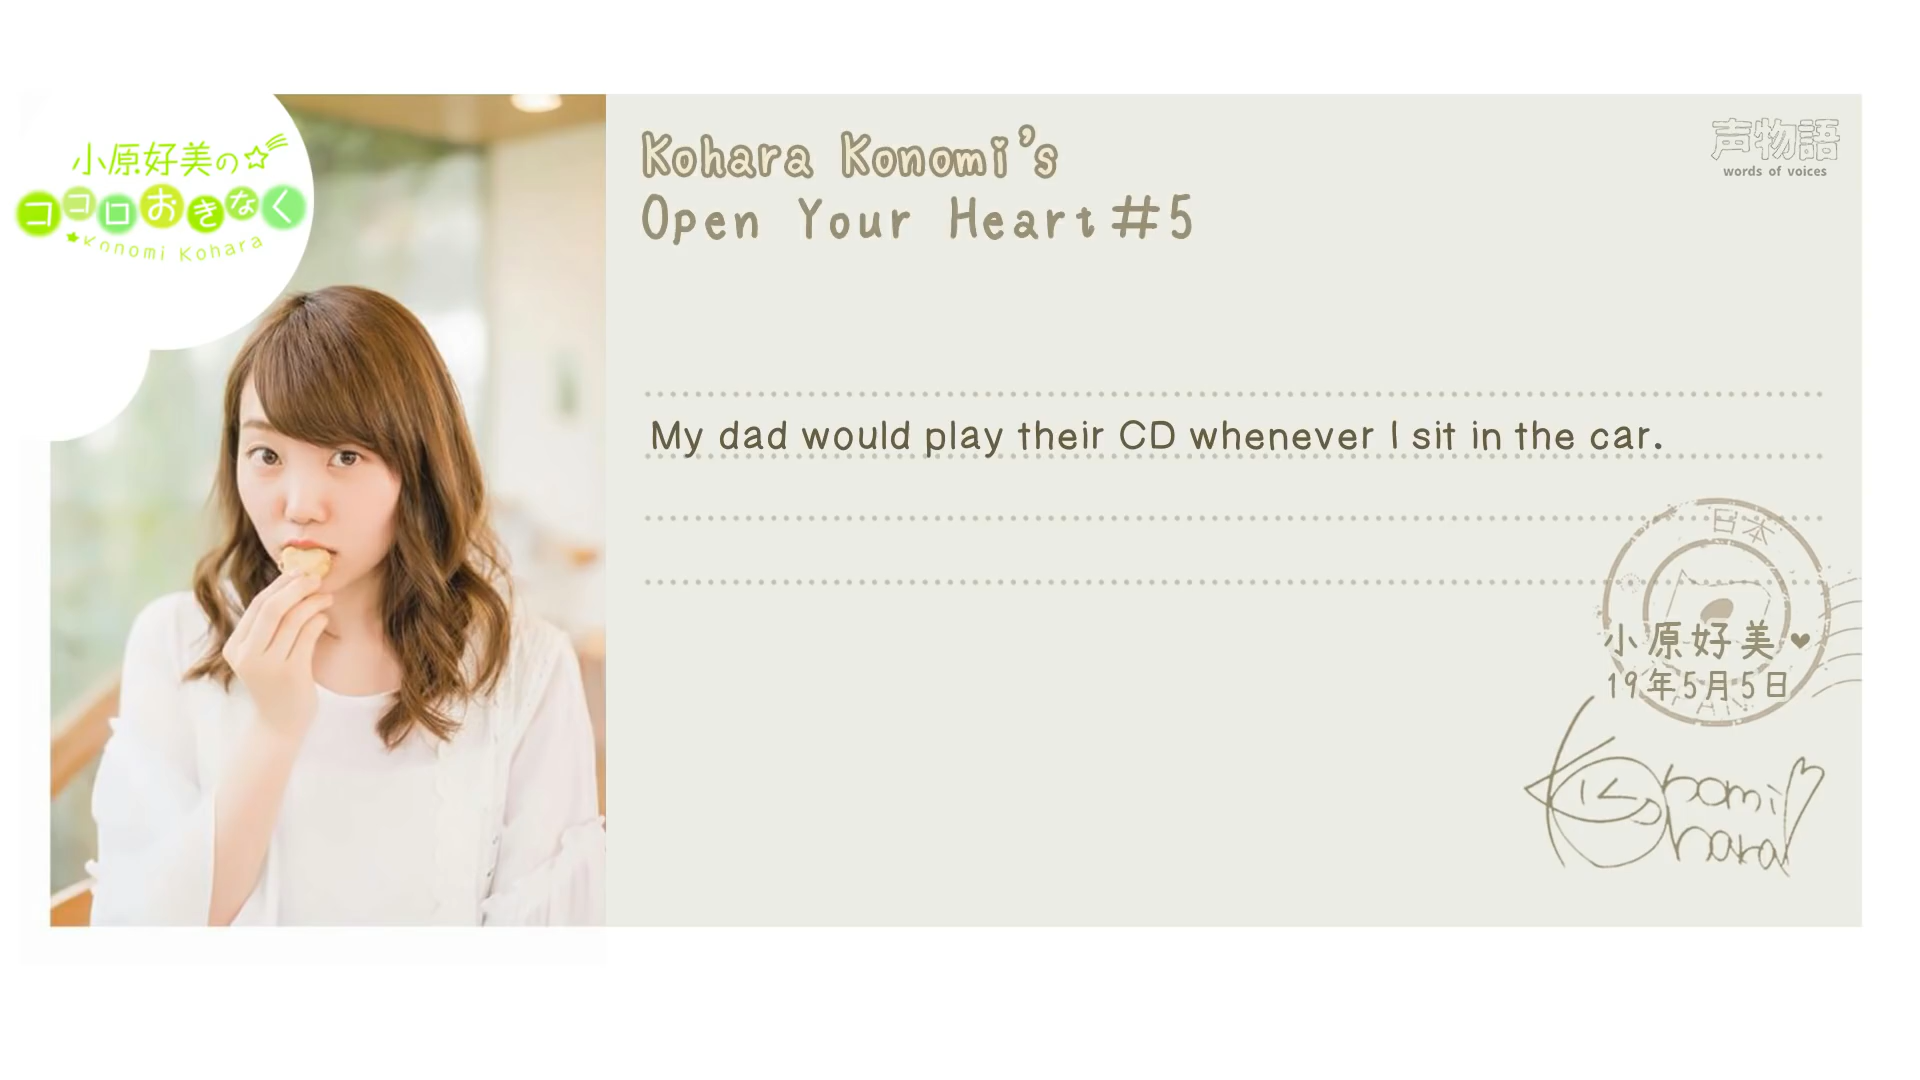 小原好美の☆
ココロおきなく
★Konomi Kohara
Kohara Konomi's
Open Your Heart#5
声物語
words of voices
My dad would play their CD whenever I sit in the car.
日本
小原好美♥
19年5月5日
Konomi
Kohara